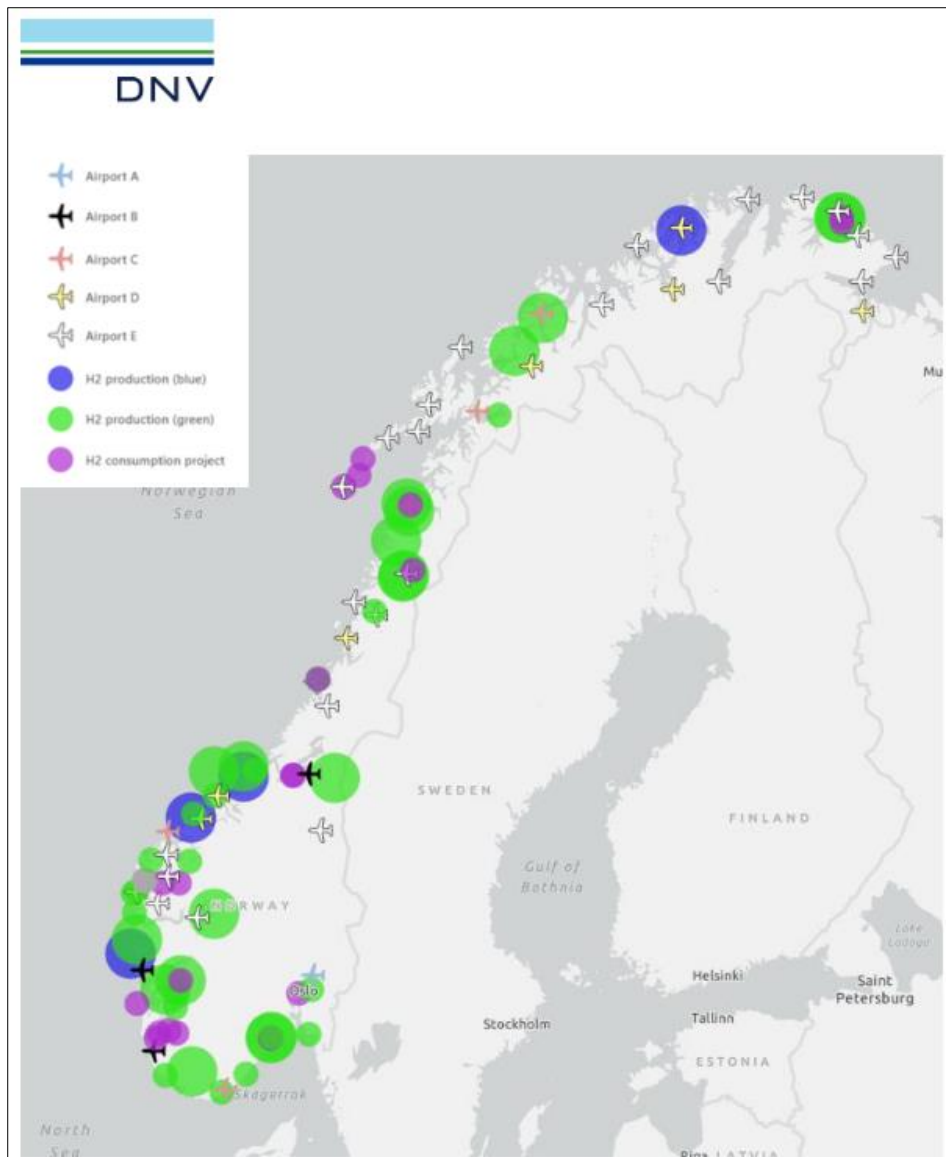 DNV
Airport A
Airport B
Airport C
Airport D
Airport E
H2 production (blue)
H2 production (green)
H2 consumption project
Mu
Norwegian
Sea
SWEDEN
FINLAND
Gulf of
Bothnia
NORWAY
Lake
Ladoga
Helsinki
Saint
Petersburg
Oslo
Tallinn
Stockholm
ESTONIA
Skagerrak
North
Sea
Riga LATVIA